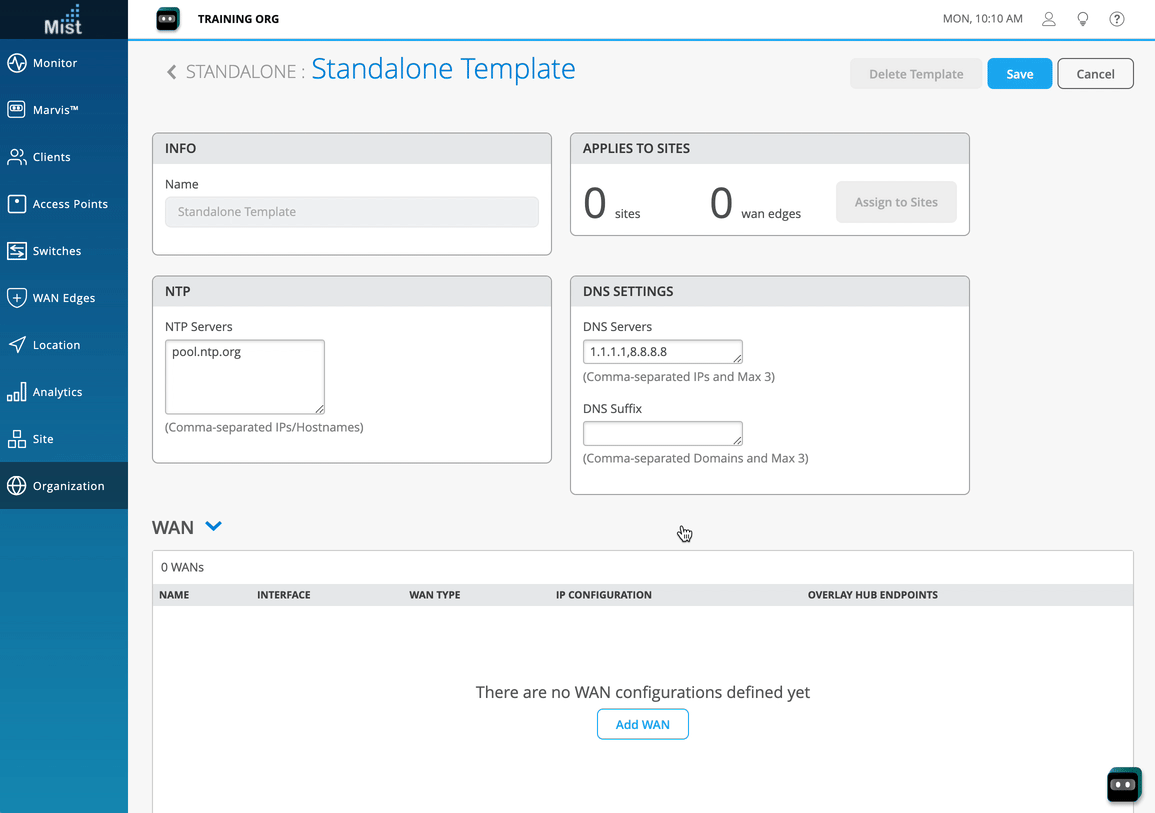 Mist
TRAINING ORG
MON, 10:10 AM
Monitor
Marvis™
Clients
Access Points
Switches
WAN Edges
Location
Analytics
Site
Organization
STANDALONE : Standalone Template
Delete Template
Save
Cancel
INFO
Name
Standalone Template
APPLIES TO SITES
0 sites
0 wan edges
Assign to Sites
NTP
NTP Servers
pool.ntp.org
(Comma-separated IPs/Hostnames)
DNS SETTINGS
DNS Servers
1.1.1.1,8.8.8.8
(Comma-separated IPs and Max 3)
DNS Suffix
(Comma-separated Domains and Max 3)
WAN
0 WANs
NAME INTERFACE WAN TYPE IP CONFIGURATION OVERLAY HUB ENDPOINTS
There are no WAN configurations defined yet
Add WAN